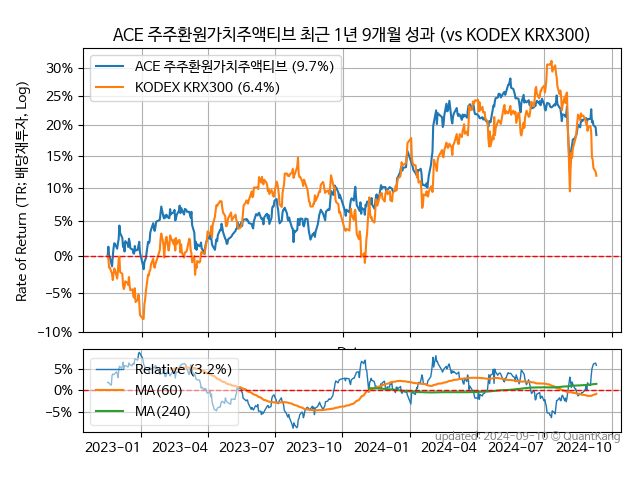 ACE 주주환원가치주액티브 최근 1년 9개월 성과 (vs KODEX KRX300)
ACE 주주환원가치주액티브 (9.7%)
KODEX KRX300 (6.4%)
Rate of Return (TR: 배당재투자, Log)
30%
25%
20%
15%
10%
5%
0%
−5%
−10%
Relative (3.2%)
MA(60)
MA(240)
5%
0%
−5%
2023−01 2023−04 2023−07 2023−10 2024−01 2024−04 2024−07 2024−10
updated: 2024−09−10 © QuantKang